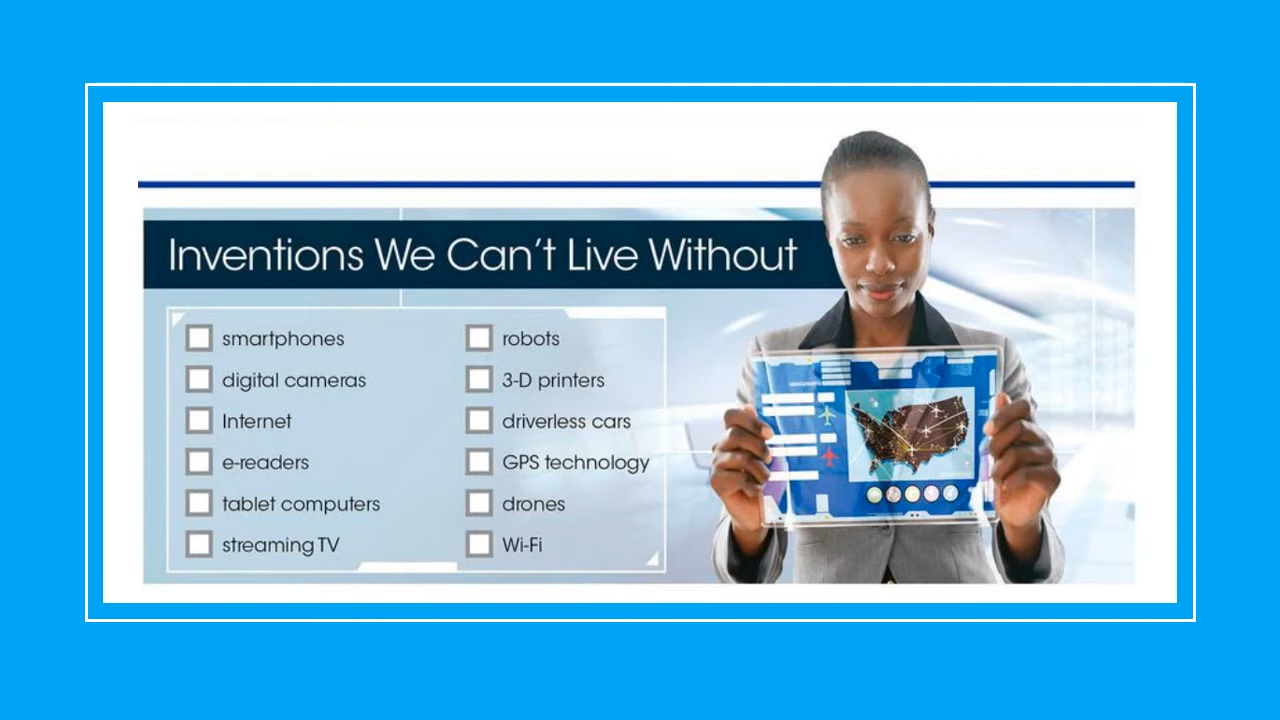 Inventions We Can't Live Without
smartphones
digital cameras
Internet
e-readers
tablet computers
streaming TV
robots
3-D printers
driverless cars
GPS technology
drones
Wi-Fi